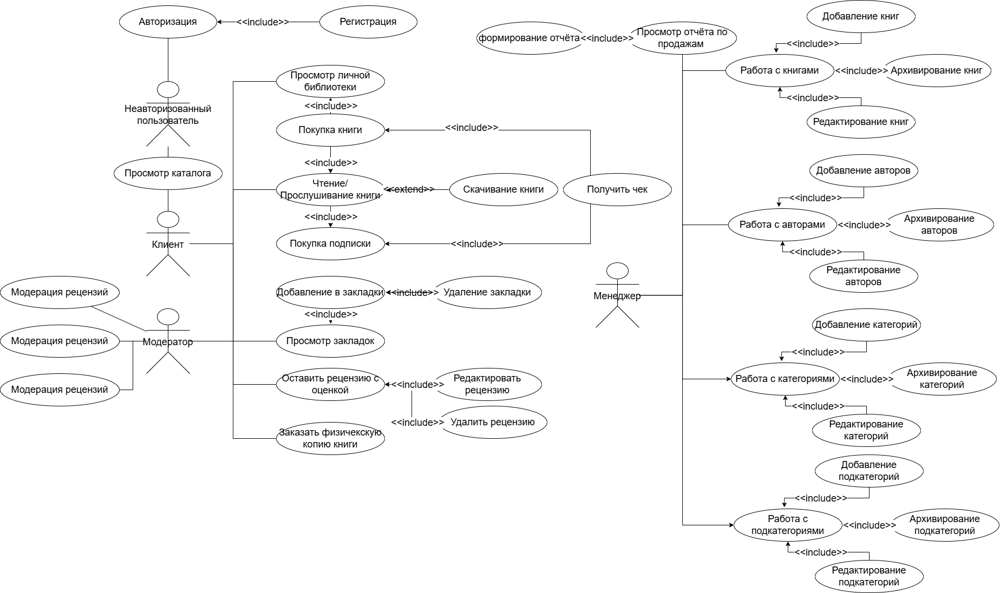 Авторизация
<<include>>
Регистрация
Неавторизованный
пользователь
Просмотр каталога
Клиент
Модерация рецензий
Модерация рецензий
Модератор
Модерация рецензий
Просмотр личной
библиотеки
<<include>>
Покупка книги
<<include>>
<<include>>
Чтение/
Прослушивание книги
<<extend>>
Скачивание книги
Получить чек
<<include>>
Покупка подписки
<<include>>
Добавление в закладки
<<include>>
Удаление закладки
<<include>>
Просмотр закладок
Оставить рецензию с
оценкой
<<include>>
Редактировать
рецензию
<<include>>
Удалить рецензию
Заказать физичекскую
копию книги
формирование отчёта
<<include>>
Просмотр отчёта по
продажам
Менеджер
Добавление книг
<<include>>
Работа с книгами
<<include>>
Архивирование книг
<<include>>
Редактирование книг
Добавление авторов
<<include>>
Работа с авторами
<<include>>
Архивирование
авторов
<<include>>
Редактирование
авторов
Добавление категорий
<<include>>
Работа с категориями
<<include>>
Архивирование
категорий
<<include>>
Редактирование
категорий
Добавление
подкатегорий
<<include>>
Работа с
подкатегориями
<<include>>
Архивирование
подкатегорий
<<include>>
Редактирование
подкатегорий